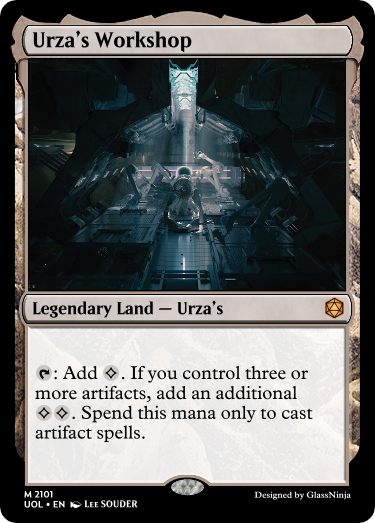 Urza's Workshop
Legendary Land — Urza's
: Add . If you control three or
more artifacts, add an additional
. Spend this mana only to cast
artifact spells.
M 2101
UOL • EN Lee SOUDER
Designed by GlassNinja